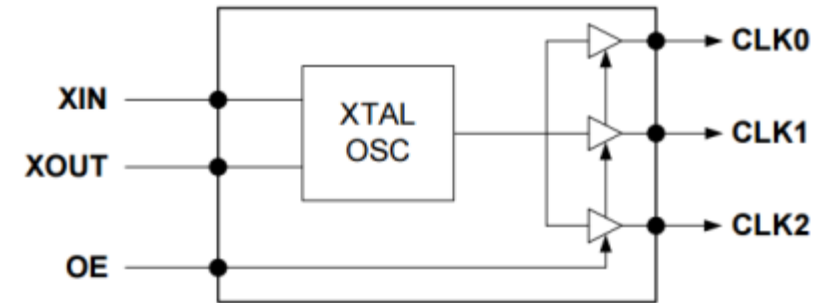 XIN
XOUT
OE
XTAL
OSC
CLK0
CLK1
CLK2